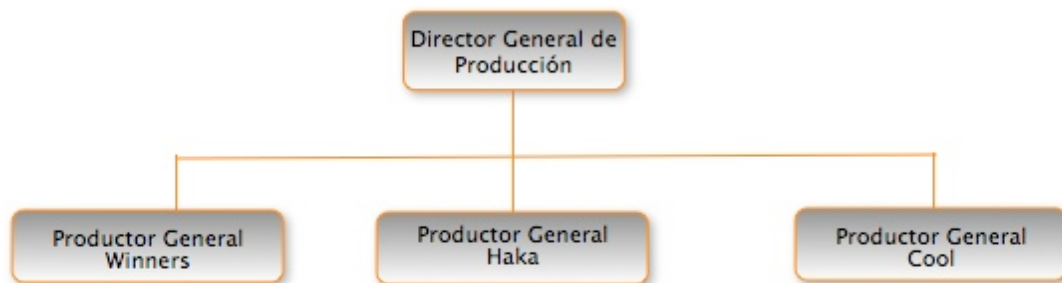 Director General de
Producción
Productor General
Winners
Productor General
Haka
Productor General
Cool